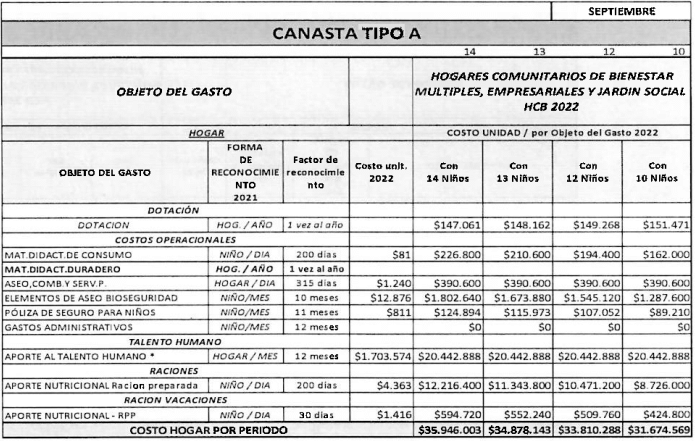 SEPTIEMBRE
CANASTA TIPO A
14 13 12 10
OBJETO DEL GASTO
HOGARES COMUNITARIOS DE BIENESTAR
MULTIPLES, EMPRESARIALES Y JARDIN SOCIAL
HCB 2022
HOGAR COSTO UNIDAD / por Objeto del Gasto 2022
OBJETO DEL GASTO
FORMA
DE
RECONOCIMIE
NTO
2021
Factor de
reconocimie
nto
Costo unit.
2022
Con
14 Niños
Con
13 Niños
Con
12 Niños
Con
10 Niños
DOTACIÓN
DOTACION HOG. / AÑO 1 vez al año $147.061 $148.162 $149.268 $151.471
COSTOS OPERACIONALES
MAT.DIDACT.DE CONSUMO NIÑO / DIA 200 dias $81 $226.800 $210.600 $194.400 $162.000
MAT.DIDACT.DURADERO HOG. / AÑO 1 vez al año
ASEO,COMB.Y SERV.P. HOGAR / DIA 315 dias $1.240 $390.600 $390.600 $390.600 $390.600
ELEMENTOS DE ASEO BIOSEGURIDAD NIÑO/MES 10 meses $12.876 $1.802.640 $1.673.880 $1.545.120 $1.287.600
PÓLIZA DE SEGURO PARA NIÑOS NIÑO/MES 11 meses $811 $124.894 $115.973 $107.052 $89.210
GASTOS ADMINISTRATIVOS NIÑO/MES 12 meses $0 $0 $0 $0
TALENTO HUMANO
APORTE AL TALENTO HUMANO * HOGAR / MES 12 meses $1.703.574 $20.442.888 $20.442.888 $20.442.888 $20.442.888
RACIONES
APORTE NUTRICIONAL Racion preparada NIÑO / DIA 200 dias $4.363 $12.216.400 $11.343.800 $10.471.200 $8.726.000
RACION VACACIONES
APORTE NUTRICIONAL - RPP NIÑO / DIA 30 dias $1.416 $594.720 $552.240 $509.760 $424.800
COSTO HOGAR POR PERIODO $35.946.003 $34.878.143 $33.810.288 $31.674.569